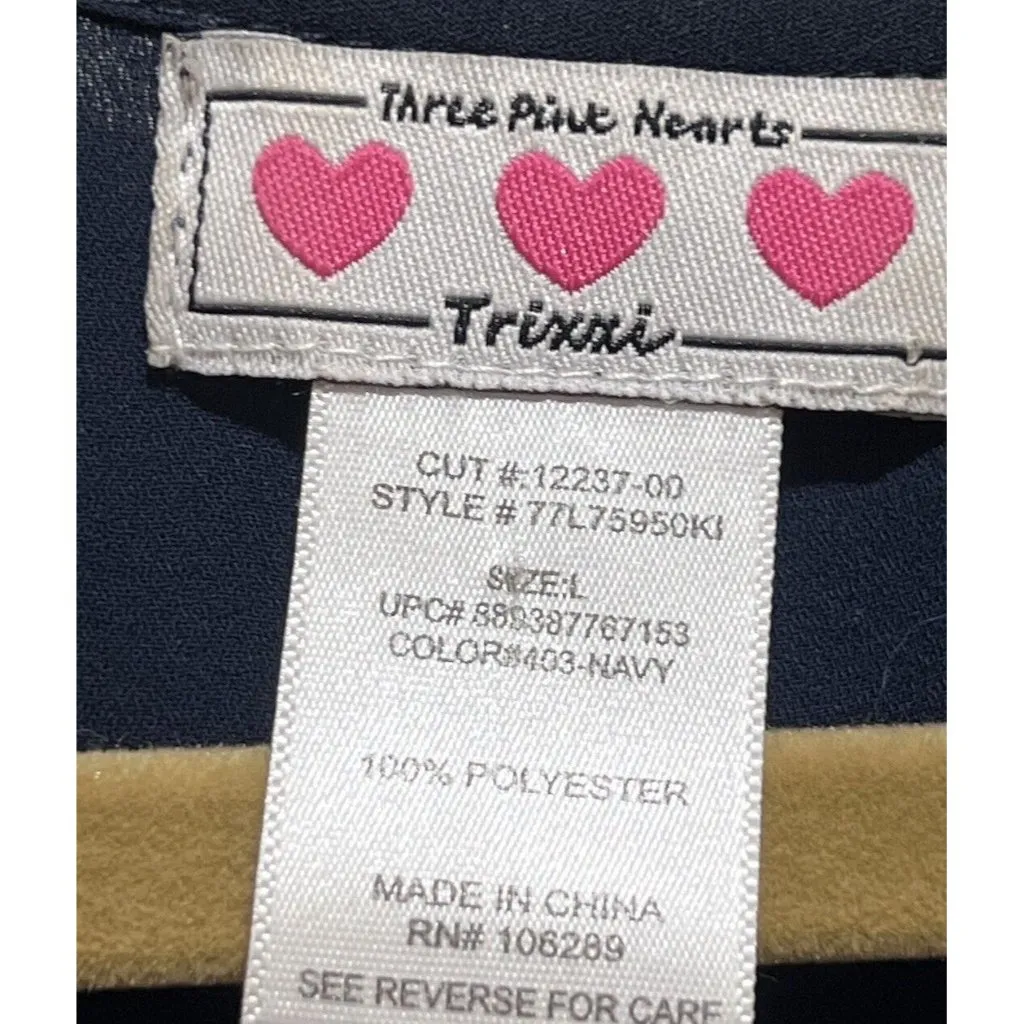 Three Pink Hearts
Trixxi
CUT #:12237-00
STYLE # 77L75950KI
SIZE:L
UPC# 889387767153
COLOR#403-NAVY
100% POLYESTER
MADE IN CHINA
RN# 106289
SEE REVERSE FOR CARE